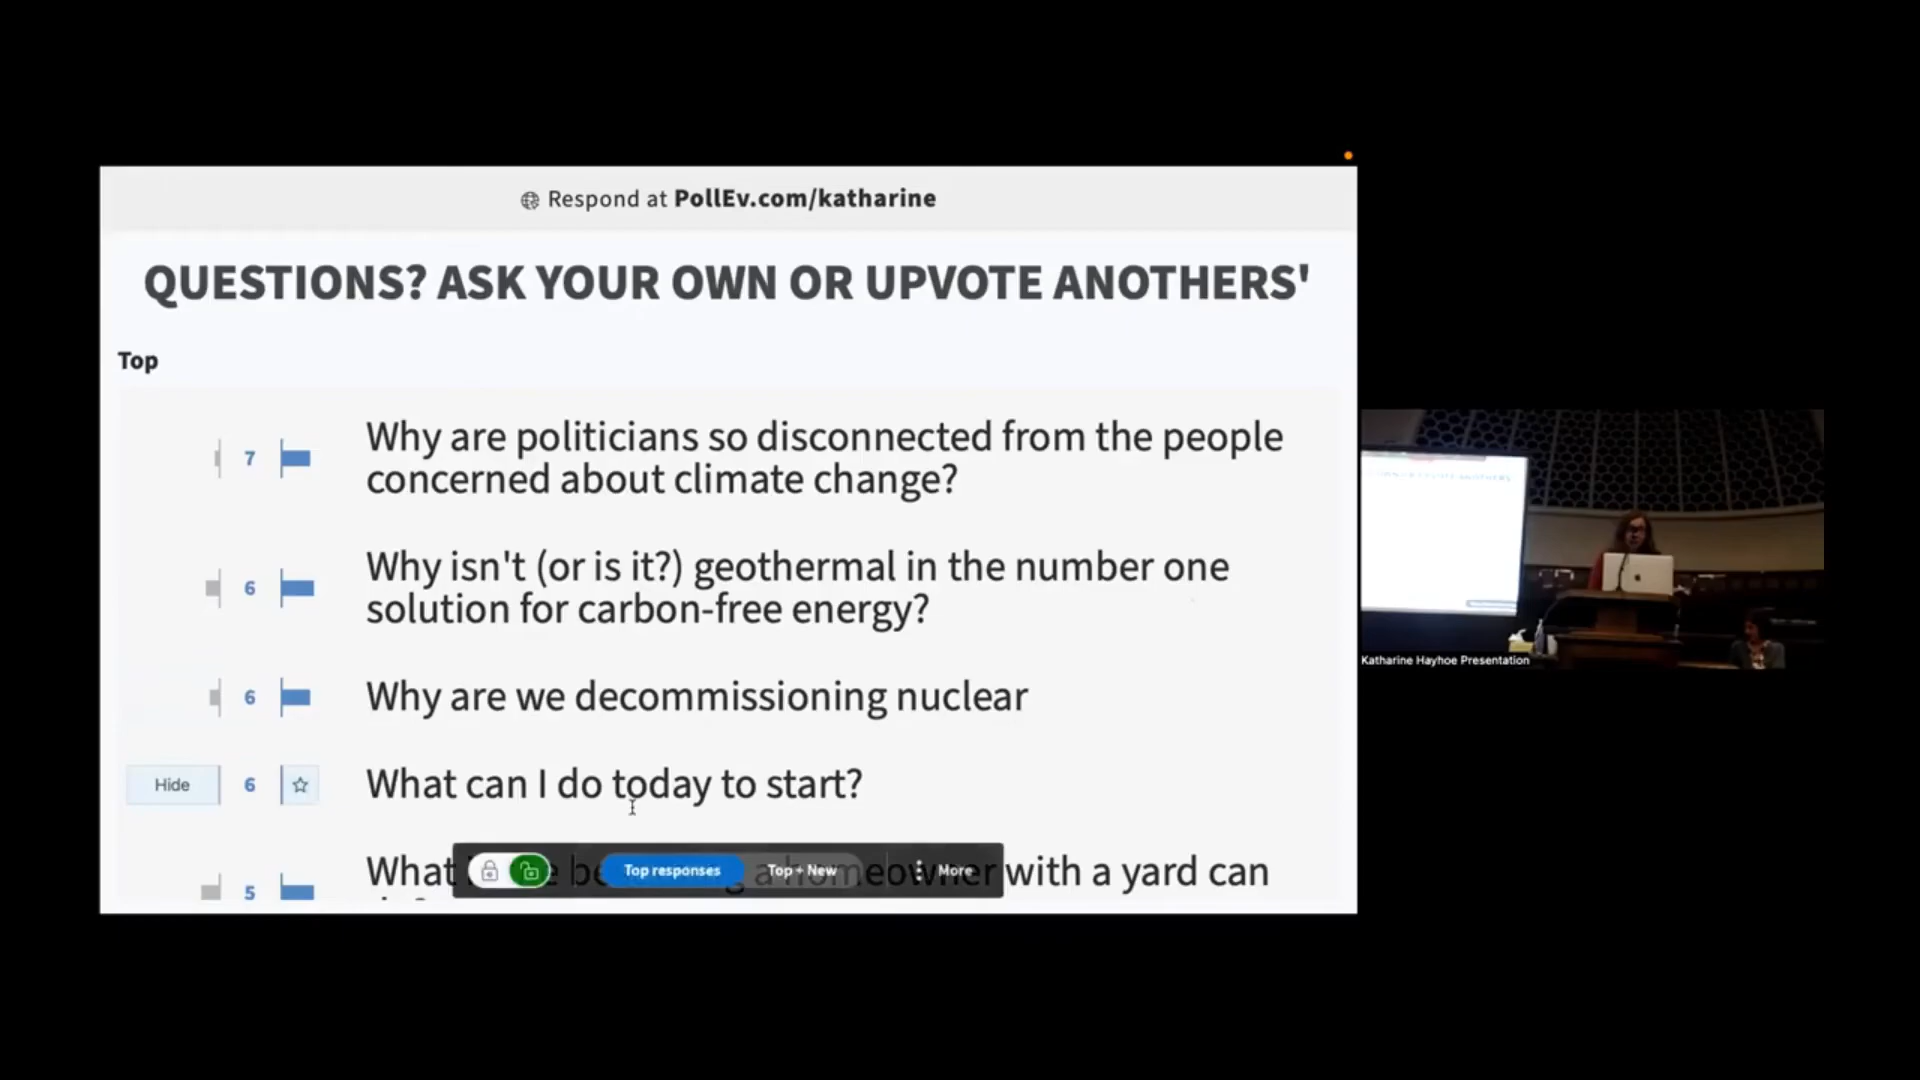 Respond at PollEv.com/katharine
QUESTIONS? ASK YOUR OWN OR UPVOTE ANOTHERS'
Top
7
Why are politicians so disconnected from the people
concerned about climate change?
6
Why isn't (or is it?) geothermal in the number one
solution for carbon-free energy?
6
Why are we decommissioning nuclear
Hide
6
What can I do today to start?
5
What a homeowner with a yard can
Top responses
Top + New
More
Katharine Hayhoe Presentation